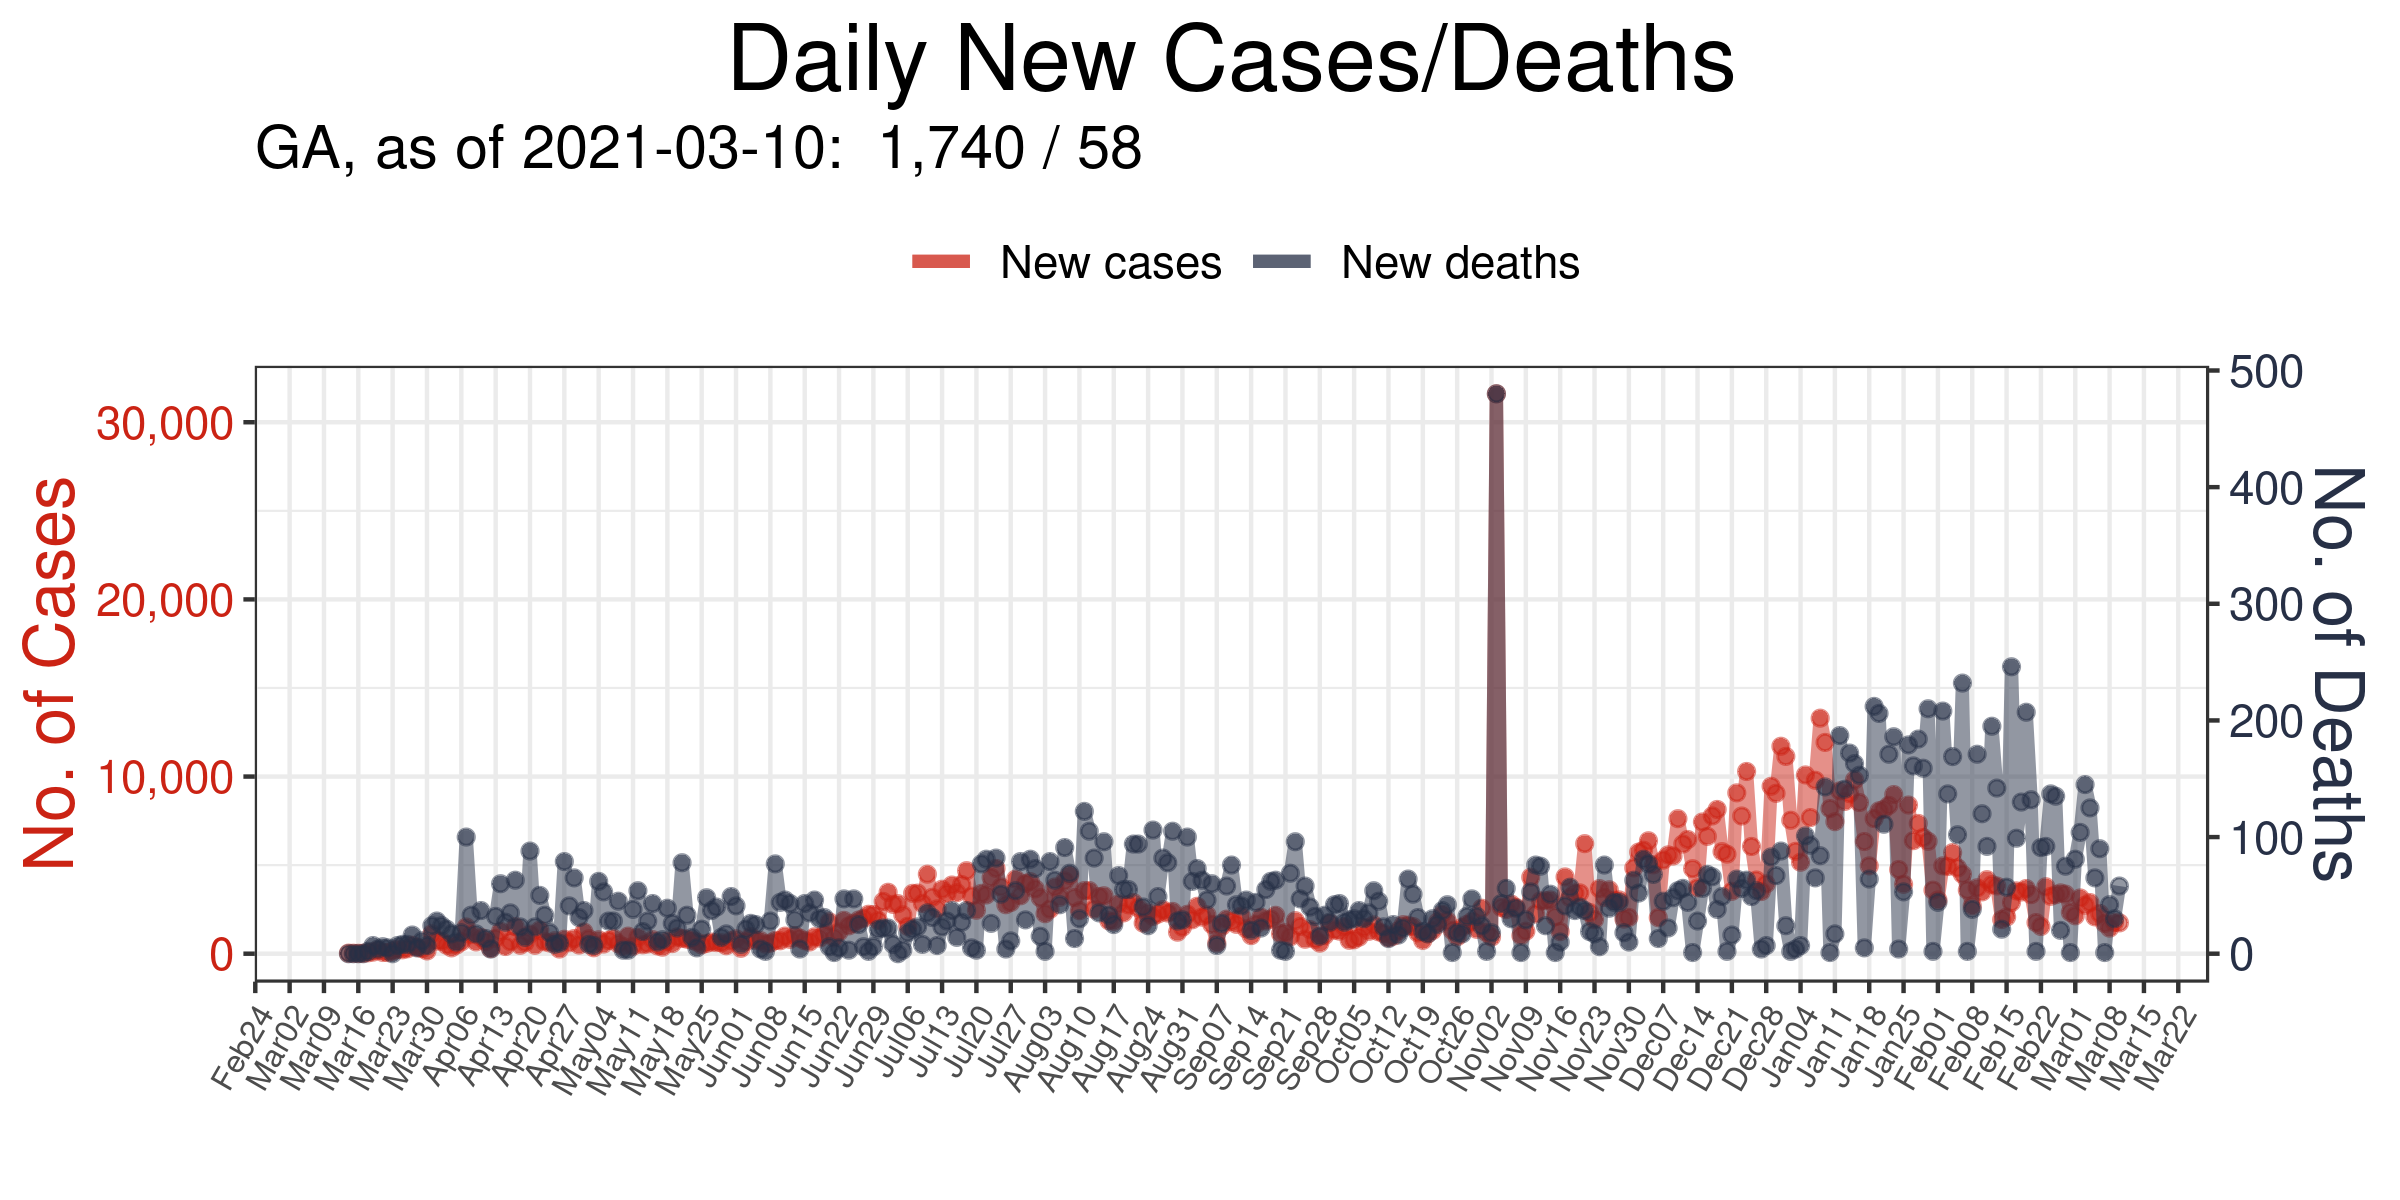 Daily New Cases/Deaths
GA, as of 2021-03-10:  1,740 / 58
New cases
New deaths
No. of Cases
30,000
20,000
10,000
0
500
400
300
200
100
0
No. of Deaths
Feb24
Mar02
Mar09
Mar16
Mar23
Mar30
Apr06
Apr13
Apr20
Apr27
May04
May11
May18
May25
Jun01
Jun08
Jun15
Jun22
Jun29
Jul06
Jul13
Jul20
Jul27
Aug03
Aug10
Aug17
Aug24
Aug31
Sep07
Sep14
Sep21
Sep28
Oct05
Oct12
Oct19
Oct26
Nov02
Nov09
Nov16
Nov23
Nov30
Dec07
Dec14
Dec21
Dec28
Jan04
Jan11
Jan18
Jan25
Feb01
Feb08
Feb15
Feb22
Mar01
Mar08
Mar15
Mar22